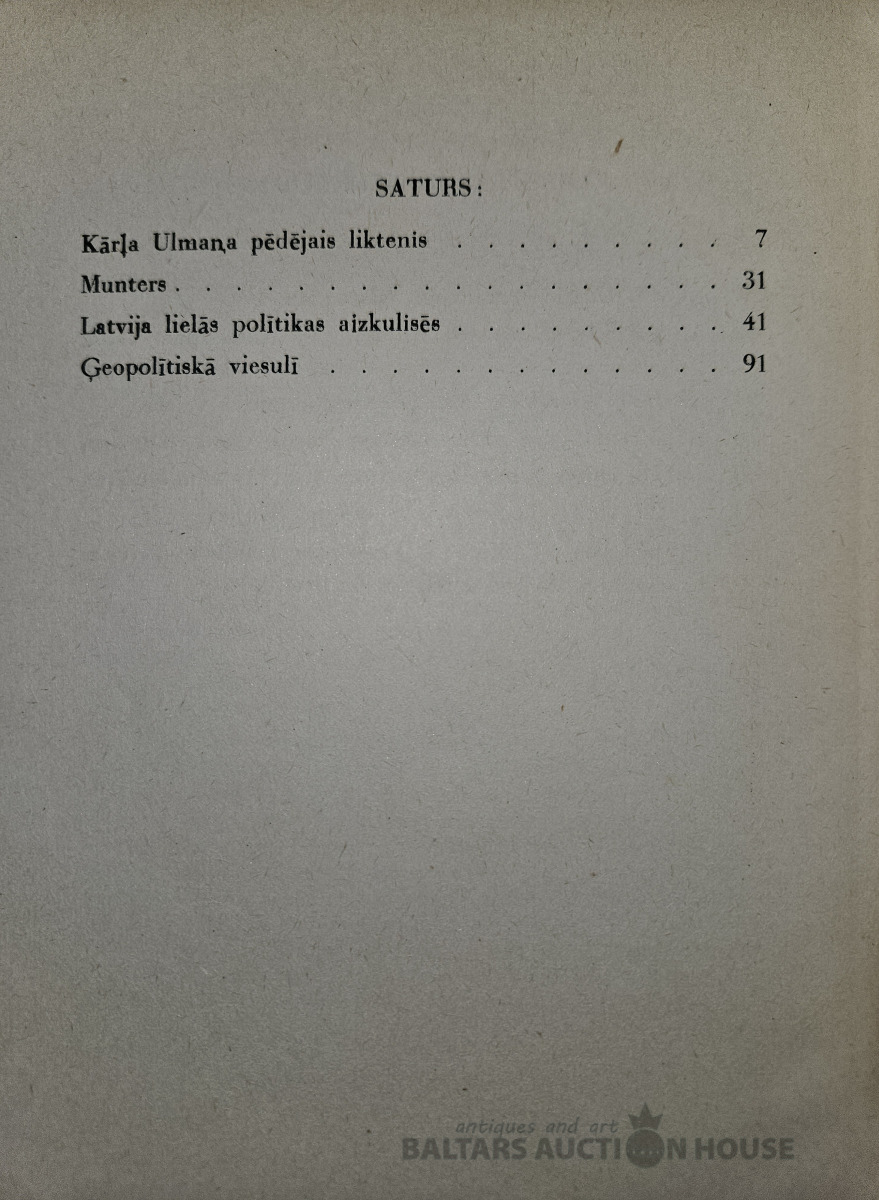 SATURS:
Kārļa Ulmaņa pēdējais liktenis . . . . . . . . . 7
Munters . . . . . . . . . . . . . . . . . . 31
Latvija lielās polītikas aizkulisēs . . . . . . . . . 41
Ģeopolītiskā viesulī . . . . . . . . . . . . . 91
antiques and art
BALTARS AUCTION HOUSE